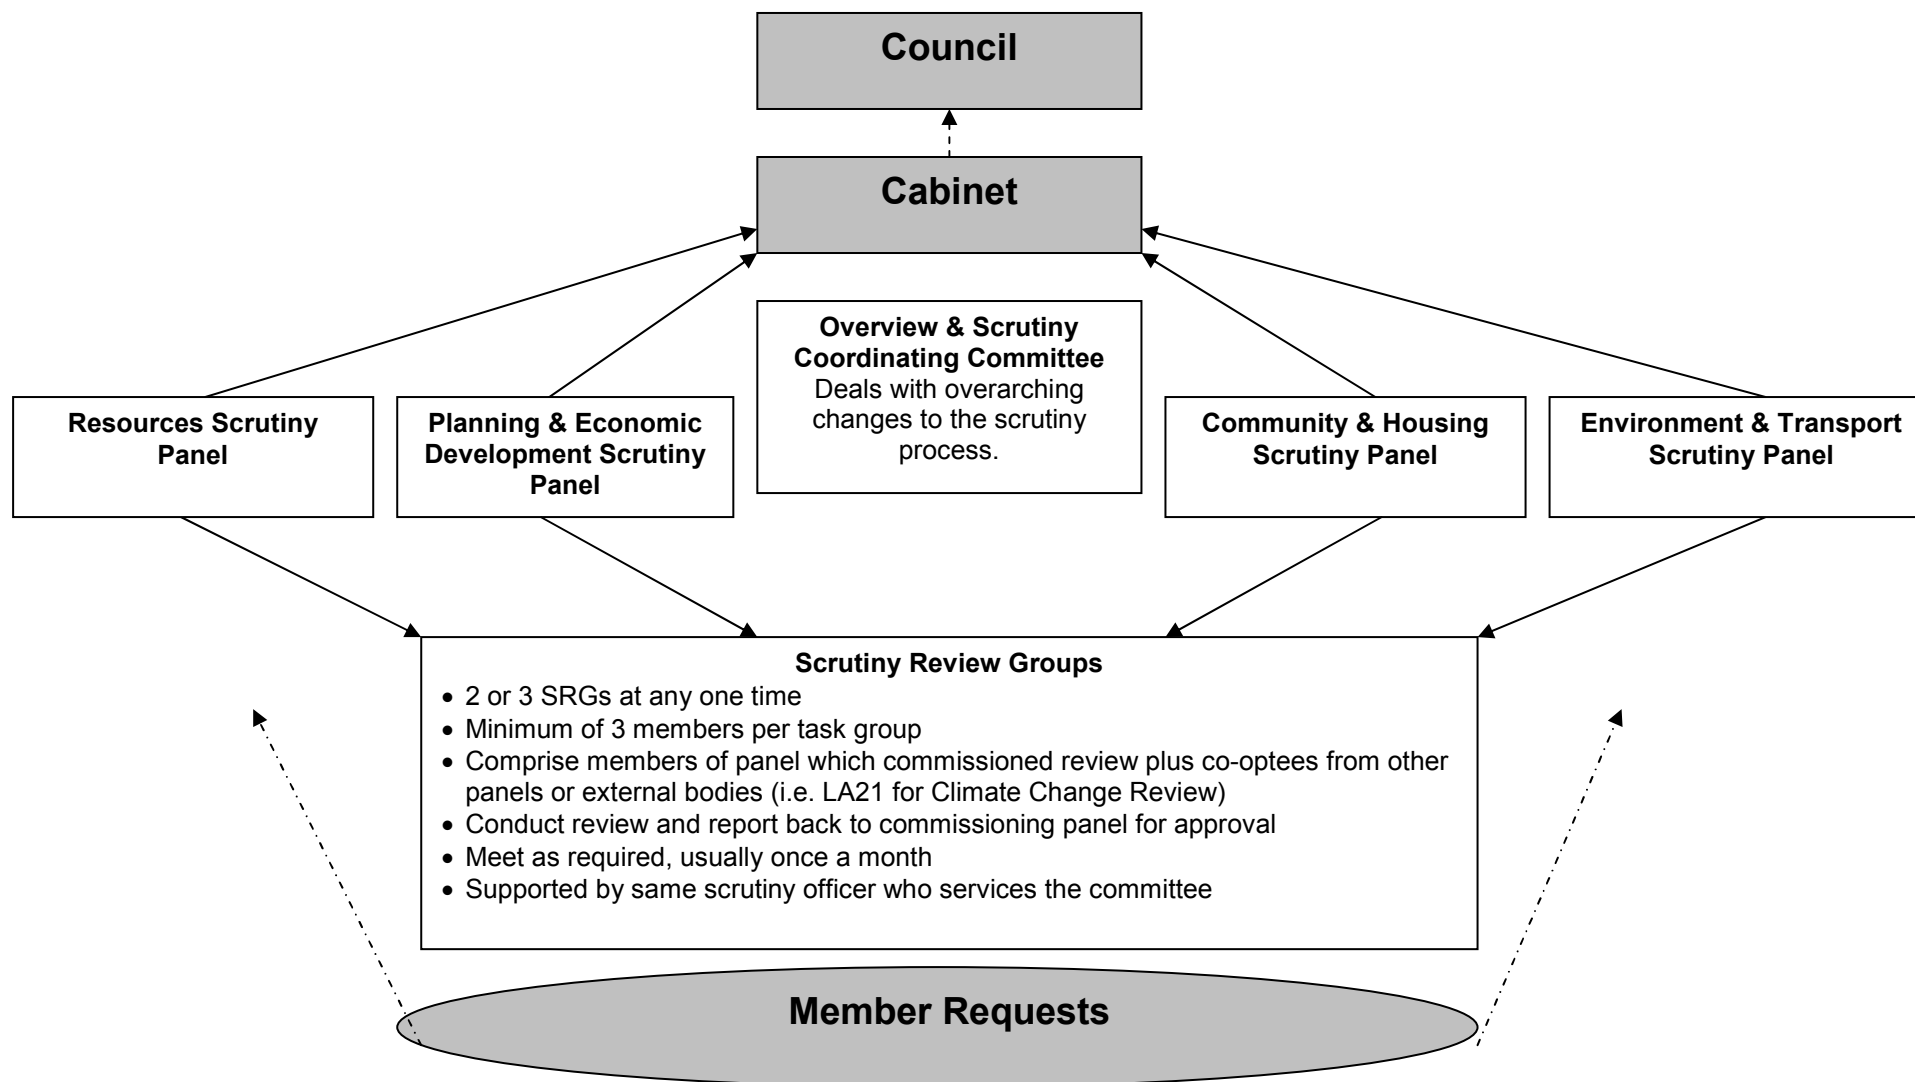 Council
Cabinet
Overview & Scrutiny
Coordinating Committee
Deals with overarching
changes to the scrutiny
process.
Resources Scrutiny
Panel
Planning & Economic
Development Scrutiny
Panel
Community & Housing
Scrutiny Panel
Environment & Transport
Scrutiny Panel
Scrutiny Review Groups
• 2 or 3 SRGs at any one time
• Minimum of 3 members per task group
• Comprise members of panel which commissioned review plus co-optees from other
panels or external bodies (i.e. LA21 for Climate Change Review)
• Conduct review and report back to commissioning panel for approval
• Meet as required, usually once a month
• Supported by same scrutiny officer who services the committee
Member Requests